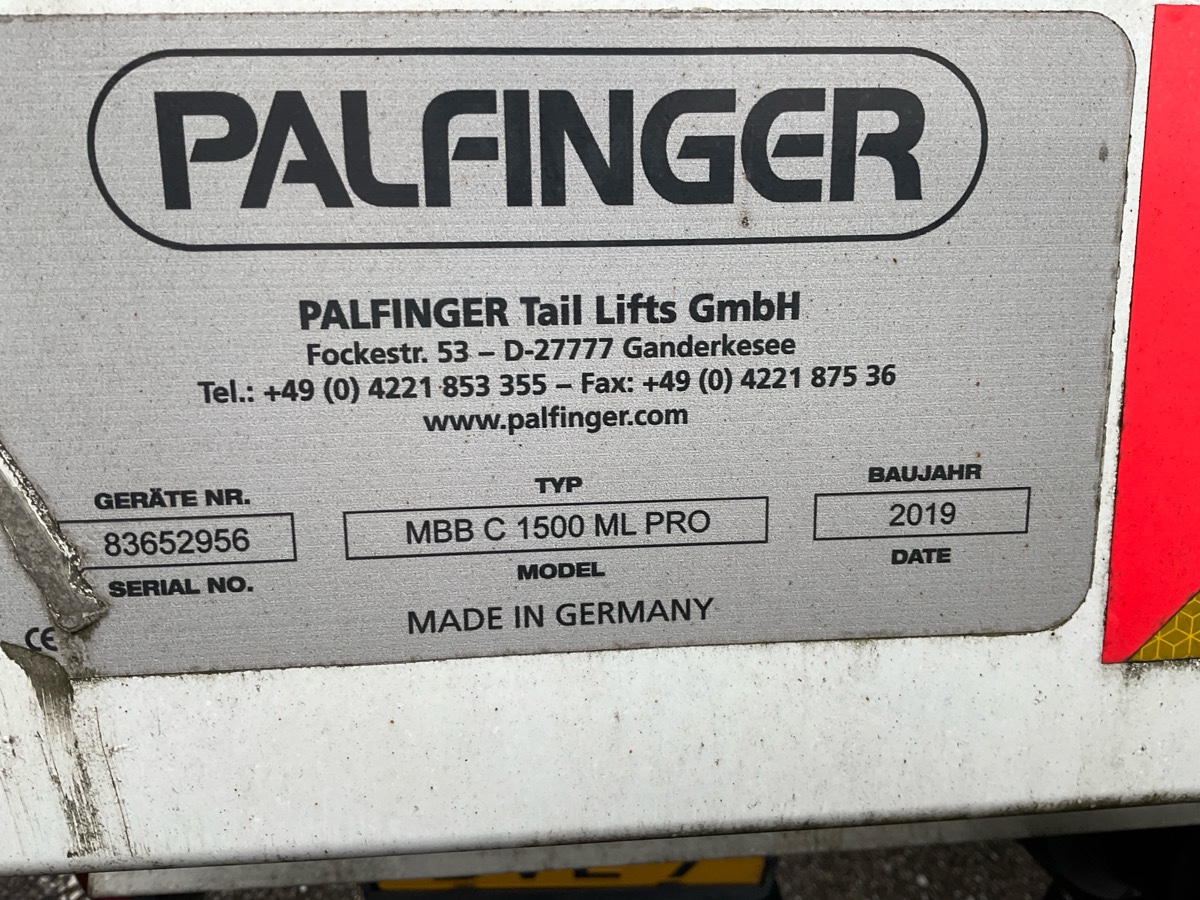 PALFINGER
PALFINGER Tail Lifts GmbH
Fockestr. 53 – D-27777 Ganderkesee
Tel.: +49 (0) 4221 853 355 – Fax: +49 (0) 4221 875 36
www.palfinger.com
GERÄTE NR. TYP BAUJAHR
83652956 MBB C 1500 ML PRO 2019
SERIAL NO. MODEL DATE
MADE IN GERMANY
CE